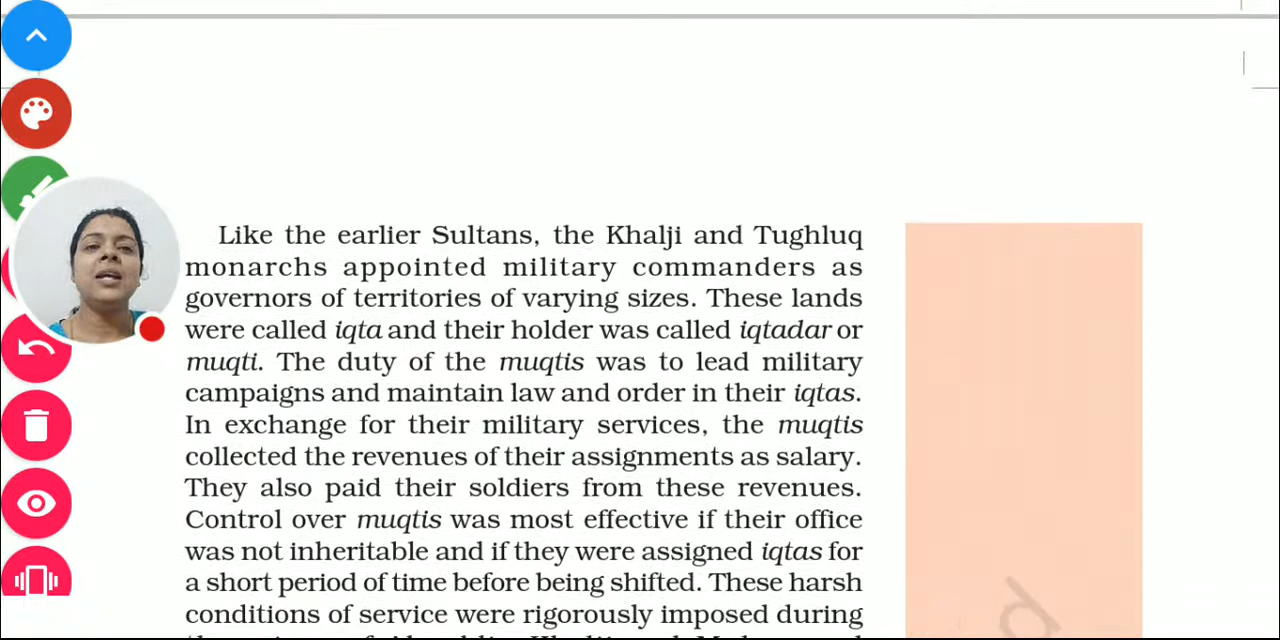 Like the earlier Sultans, the Khalji and Tughluq
monarchs appointed military commanders as
governors of territories of varying sizes. These lands
were called iqta and their holder was called iqtadar or
muqti. The duty of the muqtis was to lead military
campaigns and maintain law and order in their iqtas.
In exchange for their military services, the muqtis
collected the revenues of their assignments as salary.
They also paid their soldiers from these revenues.
Control over muqtis was most effective if their office
was not inheritable and if they were assigned iqtas for
a short period of time before being shifted. These harsh
conditions of service were rigorously imposed during
d